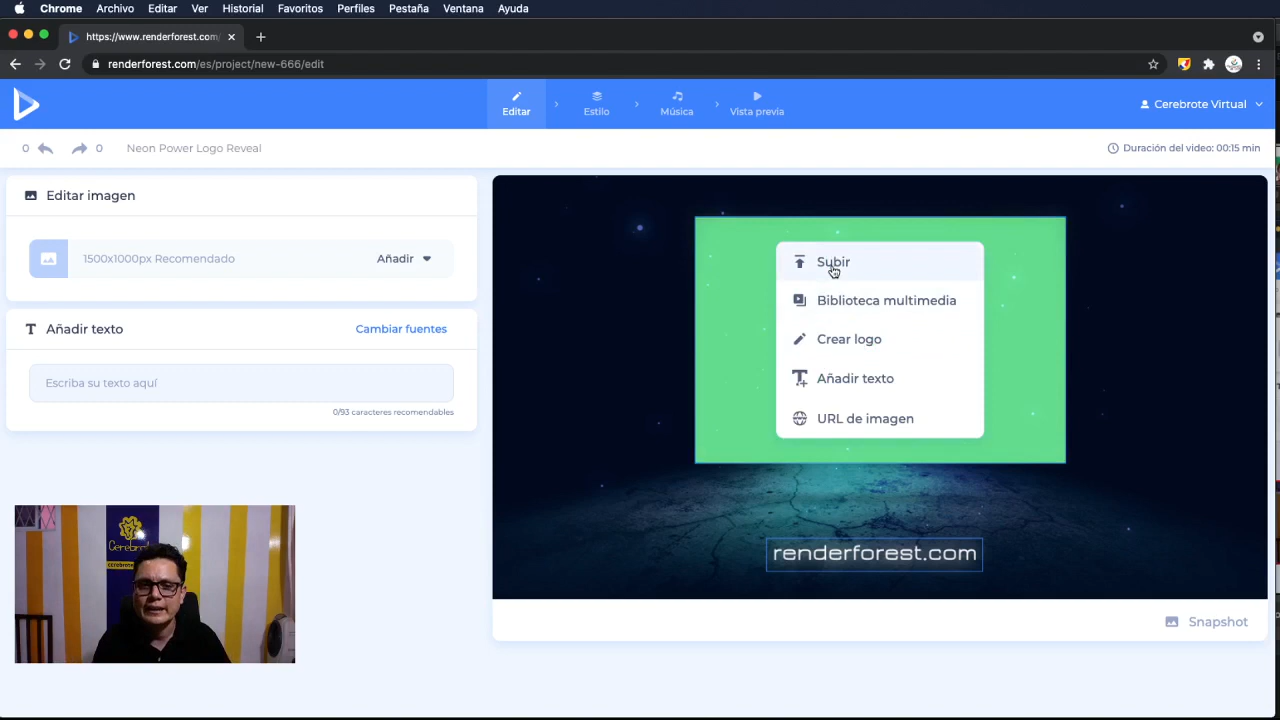 Chrome Archivo Editar Ver Historial Favoritos Perfiles Pestaña Ventana Ayuda
https://www.renderforest.com/
renderforest.com/es/project/new-666/edit
Editar Estilo Música Vista previa
Cerebrote Virtual
0 0 Neon Power Logo Reveal
Duración del video: 00:15 min
Editar imagen
1500x1000px Recomendado Añadir
Añadir texto Cambiar fuentes
Escriba su texto aquí
0/93 caracteres recomendables
Subir
Biblioteca multimedia
Crear logo
Añadir texto
URL de imagen
renderforest.com
Snapshot
Cerebrote